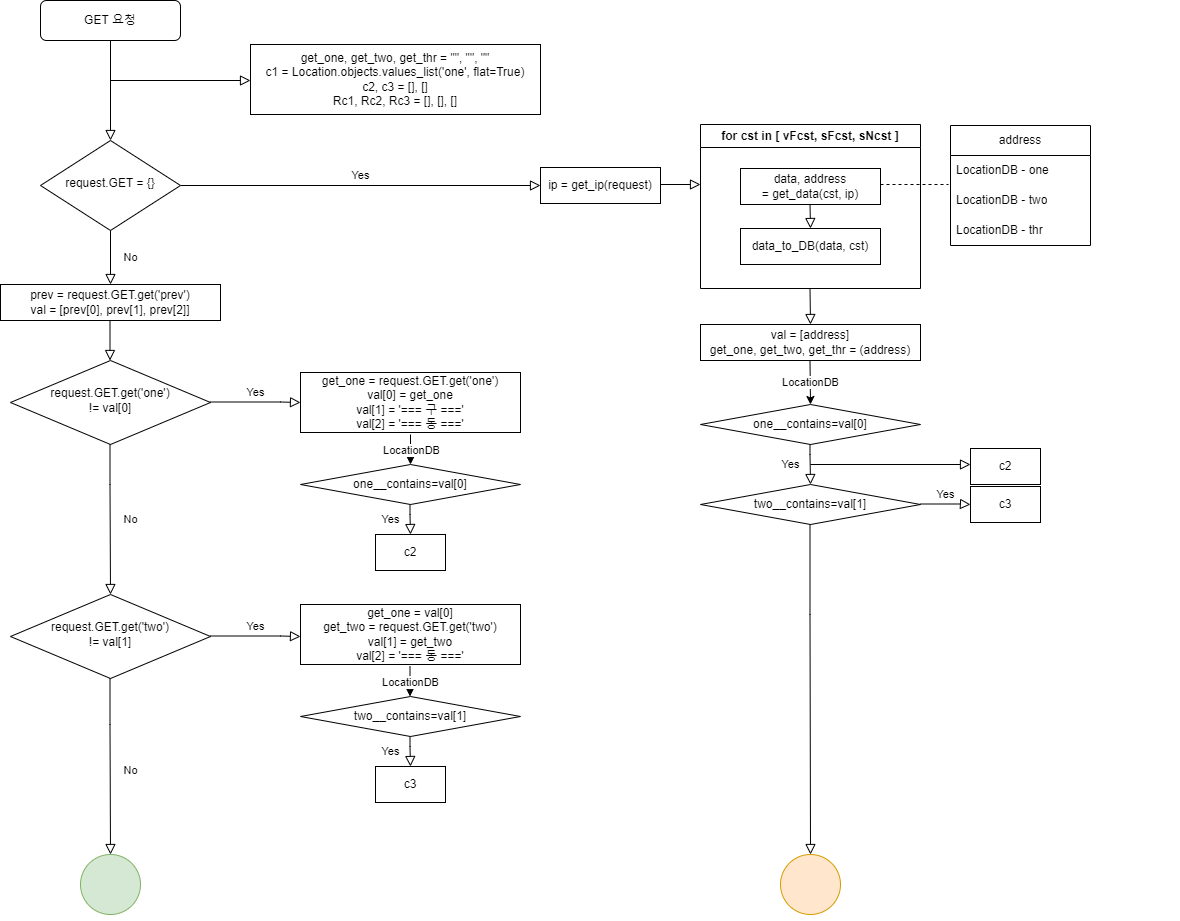 GET 요청
get_one, get_two, get_thr = "", "", ""
c1 = Location.objects.values_list('one', flat=True)
c2, c3 = [], []
Rc1, Rc2, Rc3 = [], [], []
request.GET = {}
Yes
ip = get_ip(request)
for cst in [ vFcst, sFcst, sNcst ]
data, address
= get_data(cst, ip)
data_to_DB(data, cst)
address
LocationDB - one
LocationDB - two
LocationDB - thr
No
prev = request.GET.get('prev')
val = [prev[0], prev[1], prev[2]]
val = [address]
get_one, get_two, get_thr = (address)
LocationDB
one__contains=val[0]
Yes
c2
two__contains=val[1]
Yes
c3
request.GET.get('one')
!= val[0]
Yes
get_one = request.GET.get('one')
val[0] = get_one
val[1] = '=== 구 ==='
val[2] = '=== 동 ==='
LocationDB
one__contains=val[0]
Yes
c2
No
request.GET.get('two')
!= val[1]
Yes
get_one = val[0]
get_two = request.GET.get('two')
val[1] = get_two
val[2] = '=== 동 ==='
LocationDB
two__contains=val[1]
Yes
c3
No